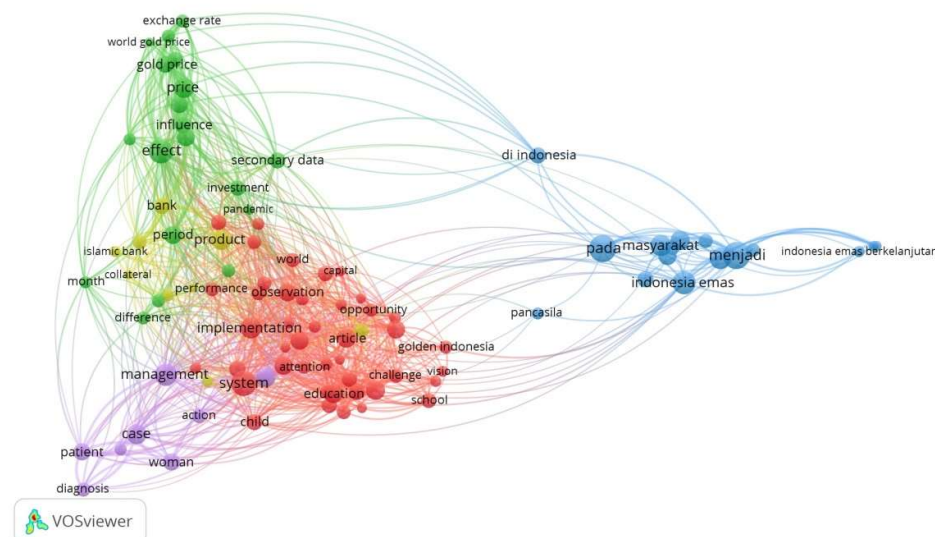 exchange rate
world gold price
gold price
price
influence
effect
secondary data
di indonesia
investment
bank
pandemic
period
product
islamic bank
world
month
collateral
capital
performance
observation
difference
opportunity
implementation
article
golden indonesia
management
attention
challenge
vision
system
education
school
action
child
case
patient
woman
diagnosis
pada
masyarakat
menjadi
indonesia emas berkelanjutan
indonesia emas
pancasila
VOSviewer